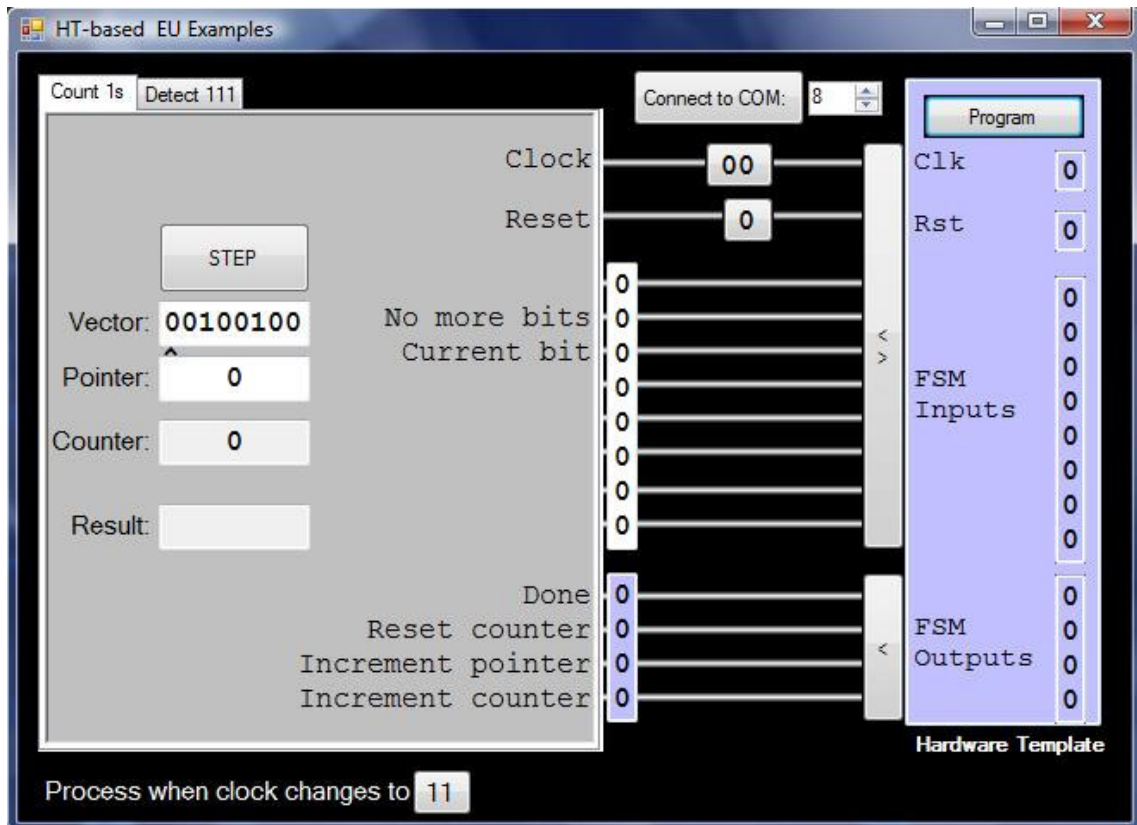 HT-based EU Examples
Count 1s
Detect 111
Connect to COM:
8
Program
Clock
00
Clk
0
Reset
0
Rst
0
STEP
Vector:
00100100
^
Pointer:
0
Counter:
0
Result:
No more bits
Current bit
0
0
0
0
0
0
0
0
<
>
FSM
Inputs
0
0
0
0
0
0
0
0
Done
Reset counter
Increment pointer
Increment counter
0
0
0
0
<
FSM
Outputs
0
0
0
0
Hardware Template
Process when clock changes to
11